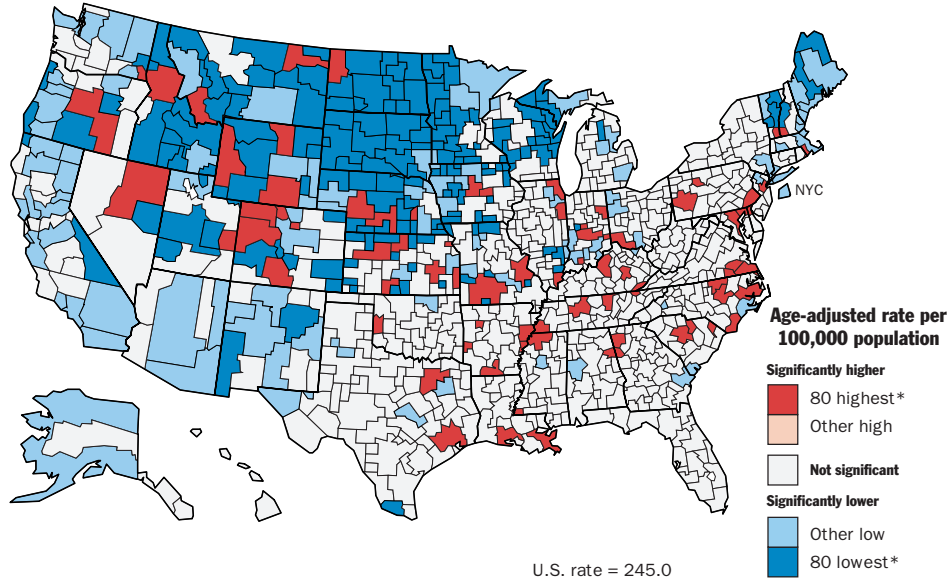 NYC
Age-adjusted rate per
100,000 population
Significantly higher
80 highest*
Other high
Not significant
Significantly lower
Other low
80 lowest*
U.S. rate = 245.0